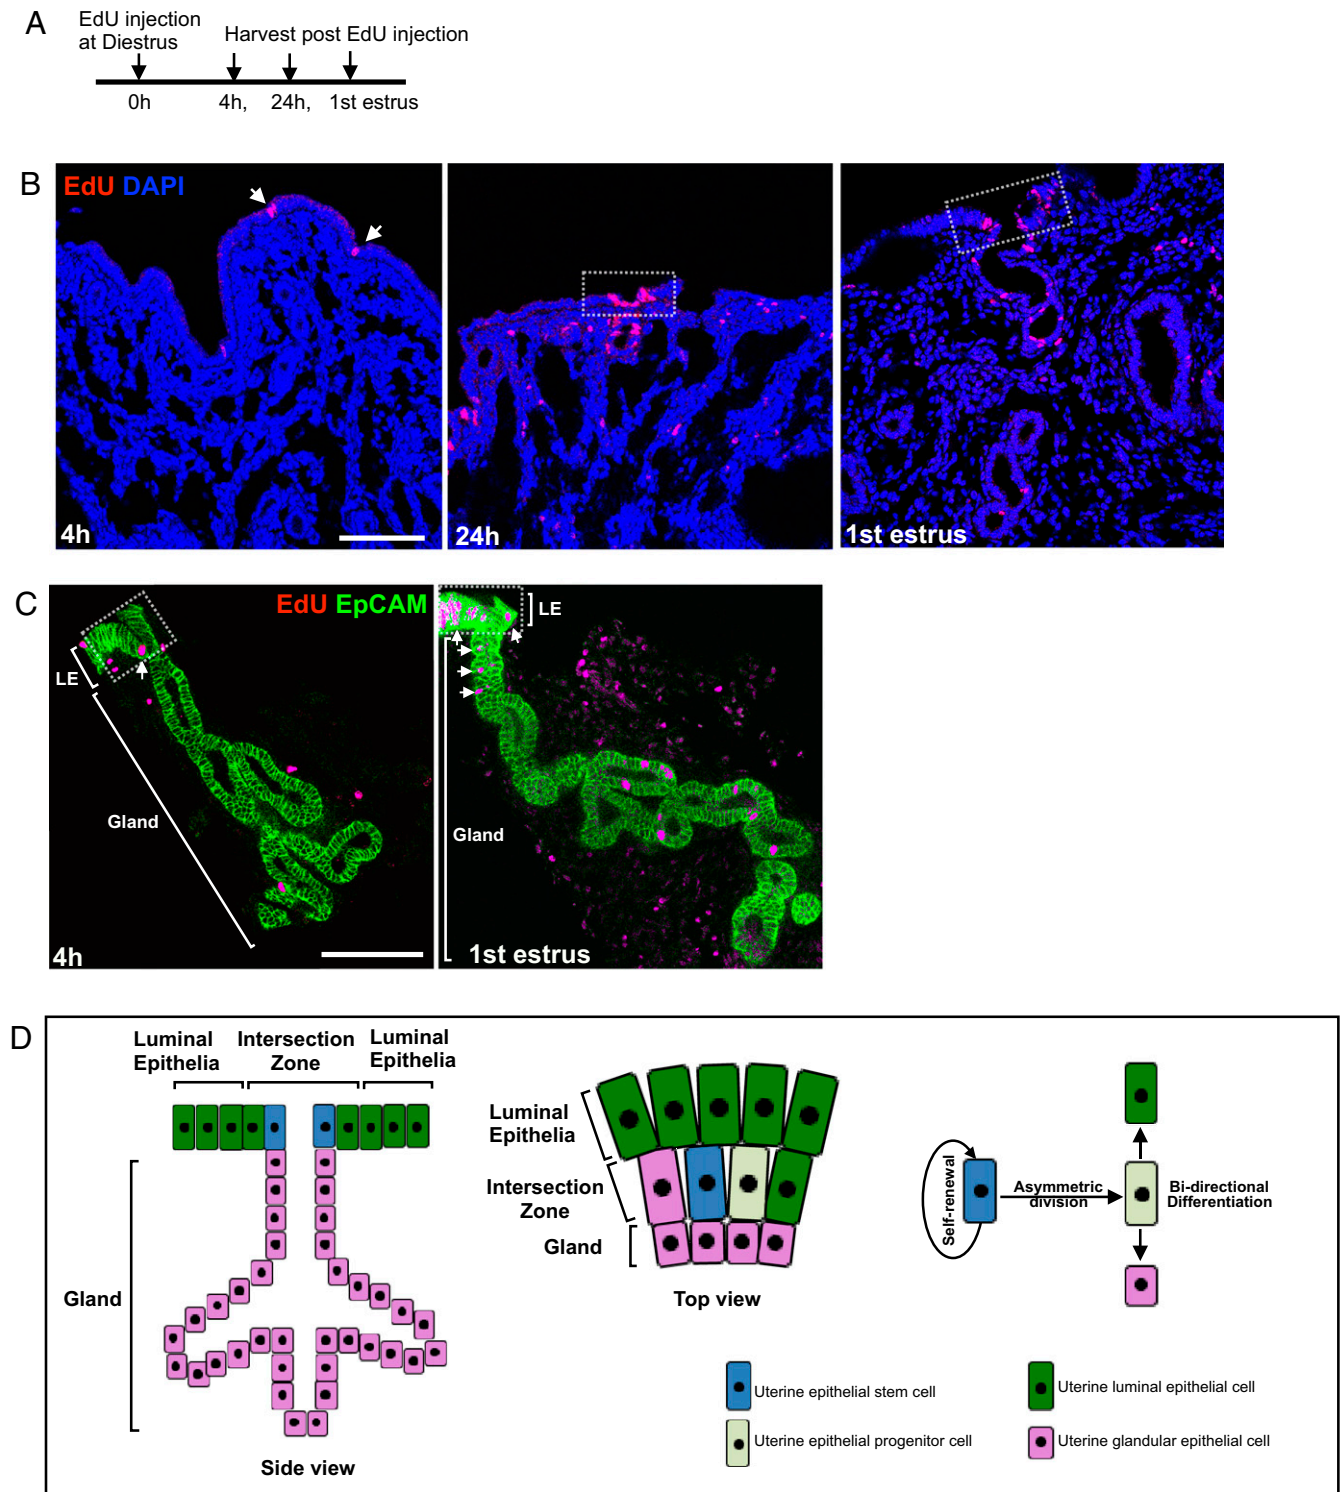 A
EdU injection
at Diestrus
Harvest post EdU injection
0h
4h,
24h,
1st estrus
B
EdU DAPI
4h
24h
1st estrus
C
EdU EpCAM
LE
Gland
4h
LE
Gland
1st estrus
D
Luminal
Epithelia
Intersection
Zone
Luminal
Epithelia
Gland
Side view
Luminal
Epithelia
Intersection
Zone
Gland
Top view
Self-renewal
Asymmetric
division
Bi-directional
Differentiation
Uterine epithelial stem cell
Uterine luminal epithelial cell
Uterine epithelial progenitor cell
Uterine glandular epithelial cell